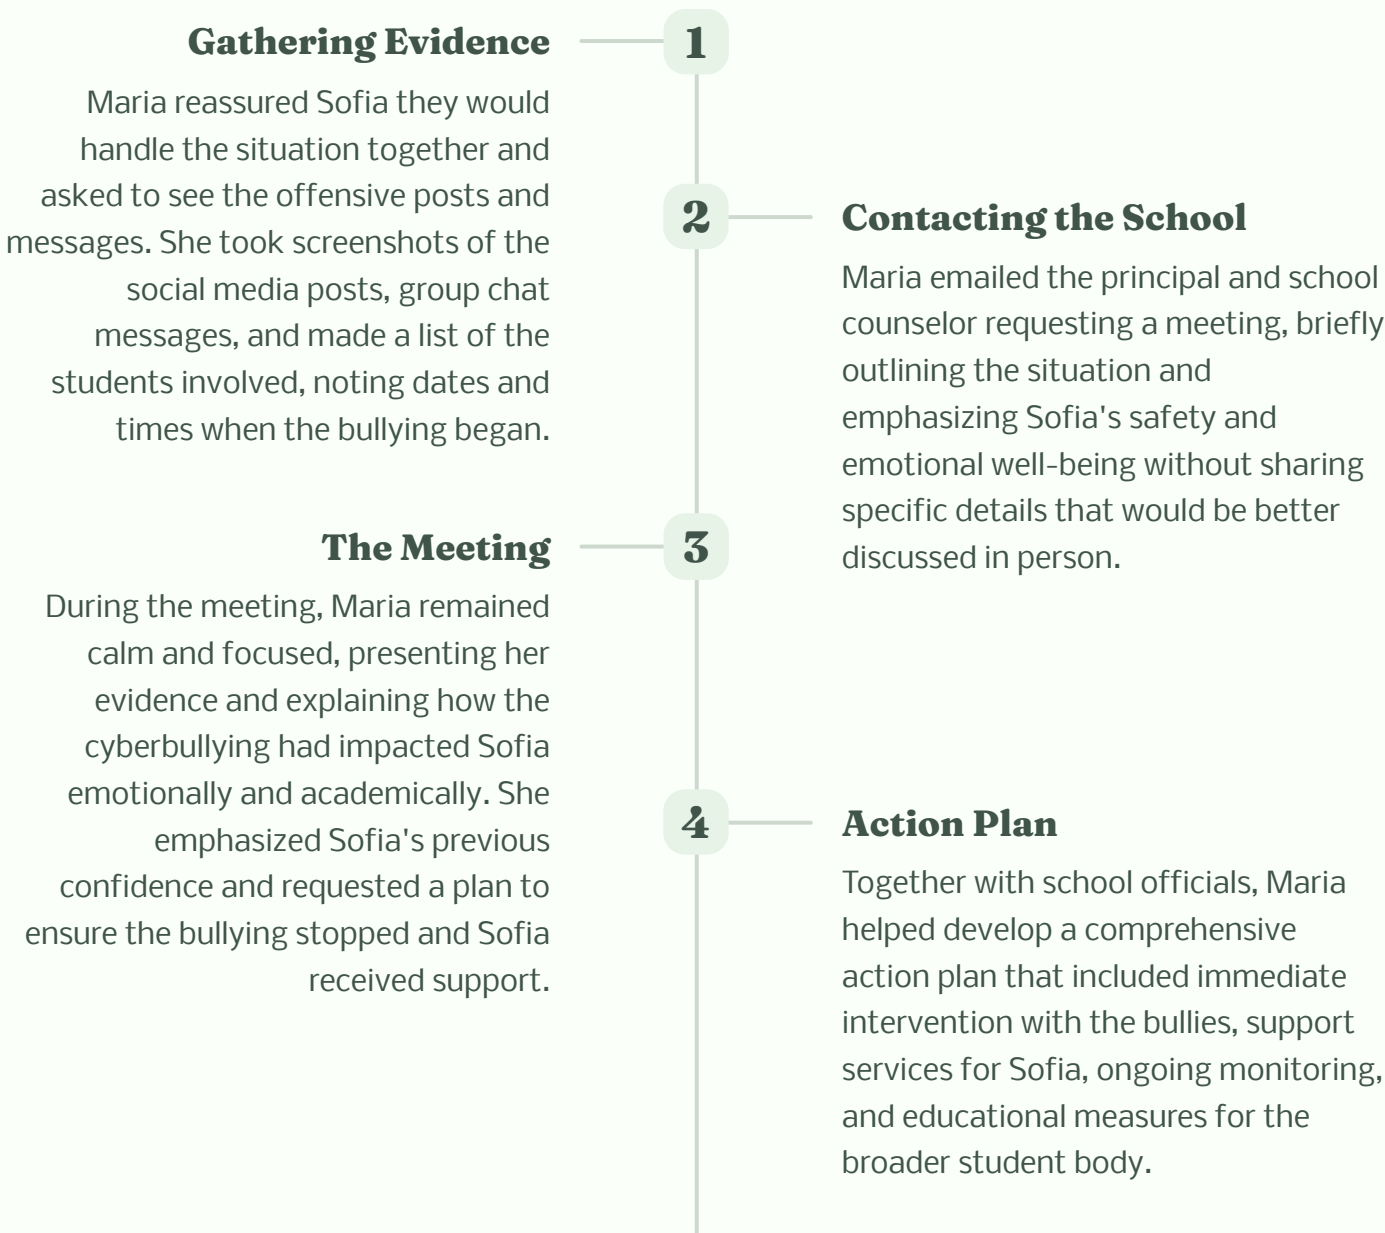 Gathering Evidence
1
Maria reassured Sofia they would
handle the situation together and
asked to see the offensive posts and
messages. She took screenshots of the
social media posts, group chat
messages, and made a list of the
students involved, noting dates and
times when the bullying began.
2
Contacting the School
Maria emailed the principal and school
counselor requesting a meeting, briefly
outlining the situation and
emphasizing Sofia's safety and
emotional well-being without sharing
specific details that would be better
discussed in person.
The Meeting
3
During the meeting, Maria remained
calm and focused, presenting her
evidence and explaining how the
cyberbullying had impacted Sofia
emotionally and academically. She
emphasized Sofia's previous
confidence and requested a plan to
ensure the bullying stopped and Sofia
received support.
4
Action Plan
Together with school officials, Maria
helped develop a comprehensive
action plan that included immediate
intervention with the bullies, support
services for Sofia, ongoing monitoring,
and educational measures for the
broader student body.